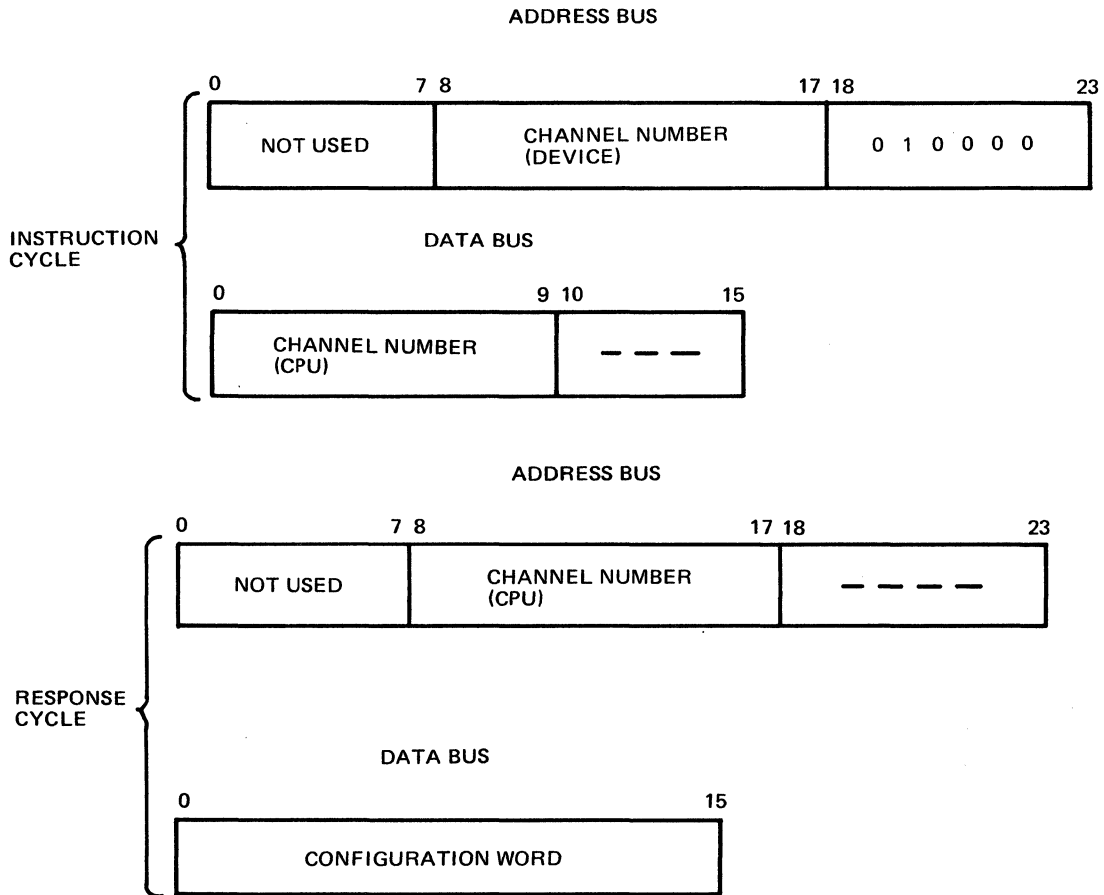 ADDRESS BUS
0 7 8 17 18 23
NOT USED
CHANNEL NUMBER
(DEVICE)
0 1 0 0 0 0
INSTRUCTION
CYCLE
DATA BUS
0 9 10 15
CHANNEL NUMBER
(CPU)
— — —
ADDRESS BUS
0 7 8 17 18 23
NOT USED
CHANNEL NUMBER
(CPU)
— — — —
RESPONSE
CYCLE
DATA BUS
0 15
CONFIGURATION WORD